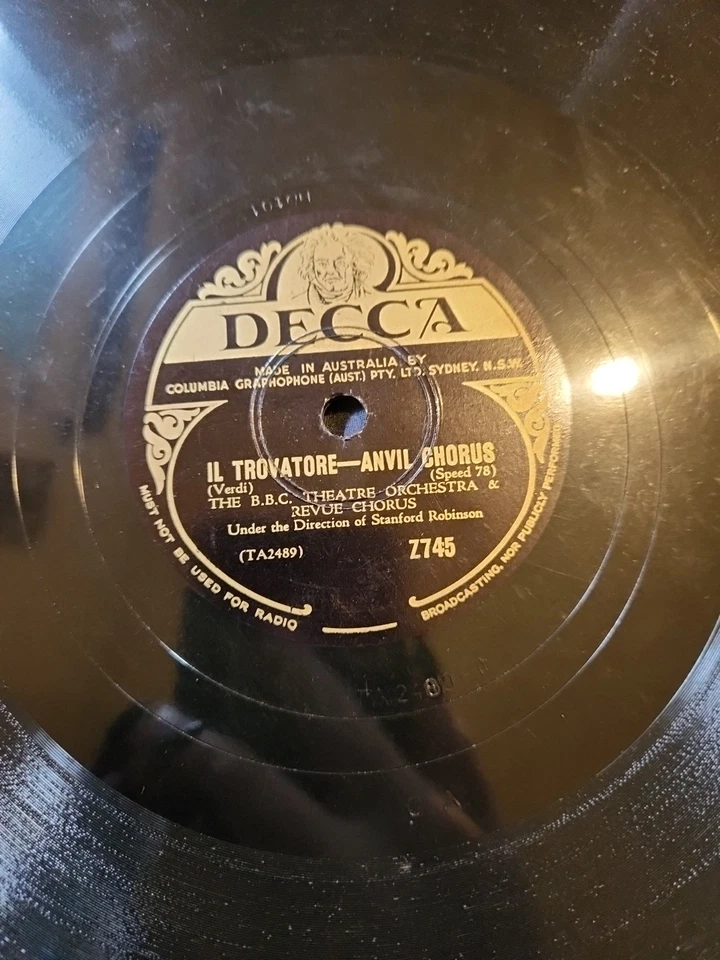 DECCA
MADE IN AUSTRALIA BY
COLUMBIA GRAPHOPHONE (AUST.) PTY. LTD. SYDNEY. N.S.W.
IL TROVATORE—ANVIL CHORUS
(Verdi) (Speed 78)
THE B.B.C. THEATRE ORCHESTRA &
REVUE CHORUS
Under the Direction of Stanford Robinson
(TA2489) Z745
MUST NOT BE USED FOR RADIO
BROADCASTING, NOR PUBLICLY PERFORMED